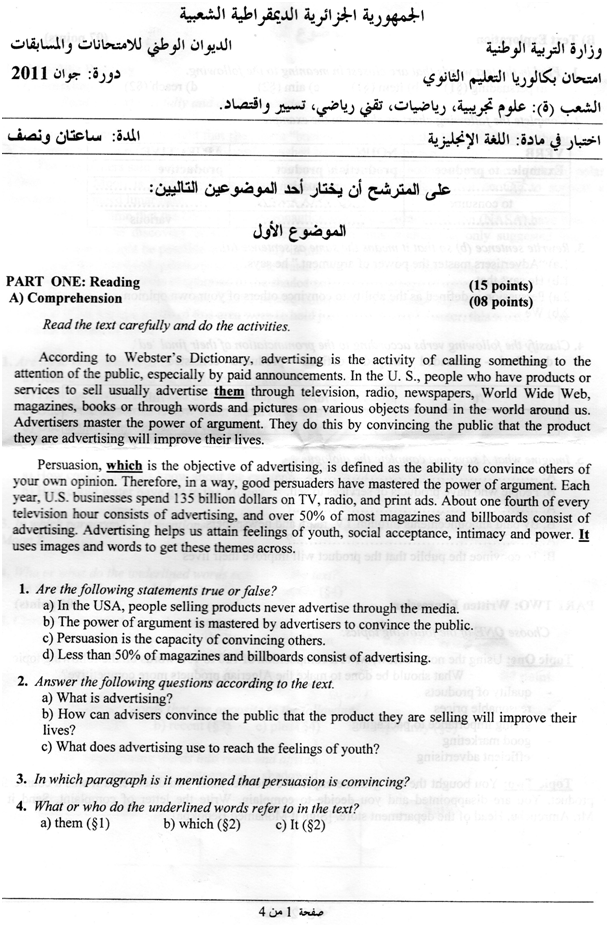 الجمهورية الجزائرية الديمقراطية الشعبية
وزارة التربية الوطنية
الديوان الوطني للامتحانات والمسابقات
امتحان بكالوريا التعليم الثانوي
دورة: جوان 2011
الشعب (ة): علوم تجريبية، رياضيات، تقني رياضي، تسيير واقتصاد.
اختبار في مادة: اللغة الإنجليزية
المدة: ساعتان ونصف
على المترشح أن يختار أحد الموضوعين التاليين:
الموضوع الأول
PART ONE: Reading (15 points)
A) Comprehension (08 points)
Read the text carefully and do the activities.
According to Webster's Dictionary, advertising is the activity of calling something to the
attention of the public, especially by paid announcements. In the U. S., people who have products or
services to sell usually advertise them through television, radio, newspapers, World Wide Web,
magazines, books or through words and pictures on various objects found in the world around us.
Advertisers master the power of argument. They do this by convincing the public that the product
they are advertising will improve their lives.
Persuasion, which is the objective of advertising, is defined as the ability to convince others of
your own opinion. Therefore, in a way, good persuaders have mastered the power of argument. Each
year, U.S. businesses spend 135 billion dollars on TV, radio, and print ads. About one fourth of every
television hour consists of advertising, and over 50% of most magazines and billboards consist of
advertising. Advertising helps us attain feelings of youth, social acceptance, intimacy and power. It
uses images and words to get these themes across.
1. Are the following statements true or false?
a) In the USA, people selling products never advertise through the media.
b) The power of argument is mastered by advertisers to convince the public.
c) Persuasion is the capacity of convincing others.
d) Less than 50% of magazines and billboards consist of advertising.
2. Answer the following questions according to the text.
a) What is advertising?
b) How can advisers convince the public that the product they are selling will improve their
lives?
c) What does advertising use to reach the feelings of youth?
3. In which paragraph is it mentioned that persuasion is convincing?
4. What or who do the underlined words refer to in the text?
a) them (§1) b) which (§2) c) It (§2)
صفحة 1 من 4